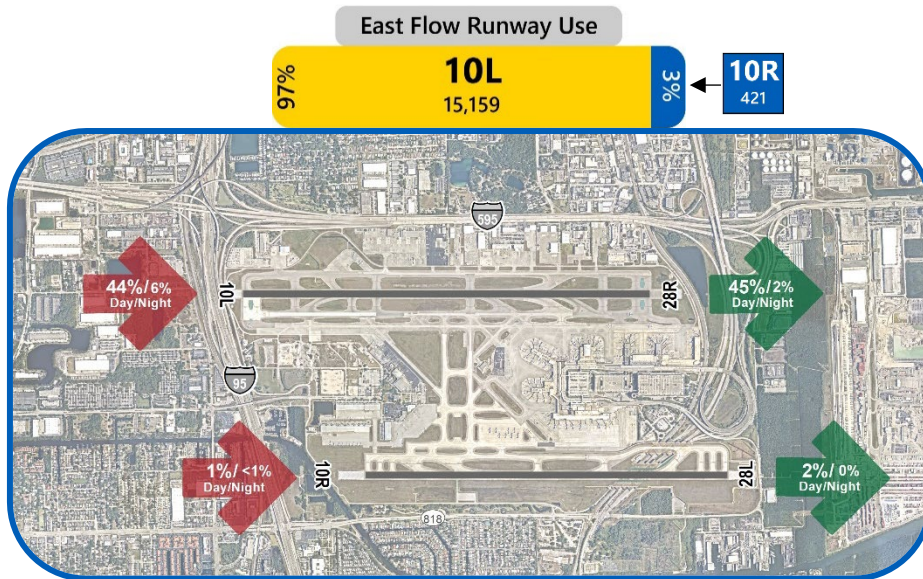 East Flow Runway Use
97%
10L
15,159
3%
10R
421
595
44%/6%
Day/Night
10L
28R
45%/2%
Day/Night
95
1%/ <1%
Day/Night
10R
28L
2%/ 0%
Day/Night
818